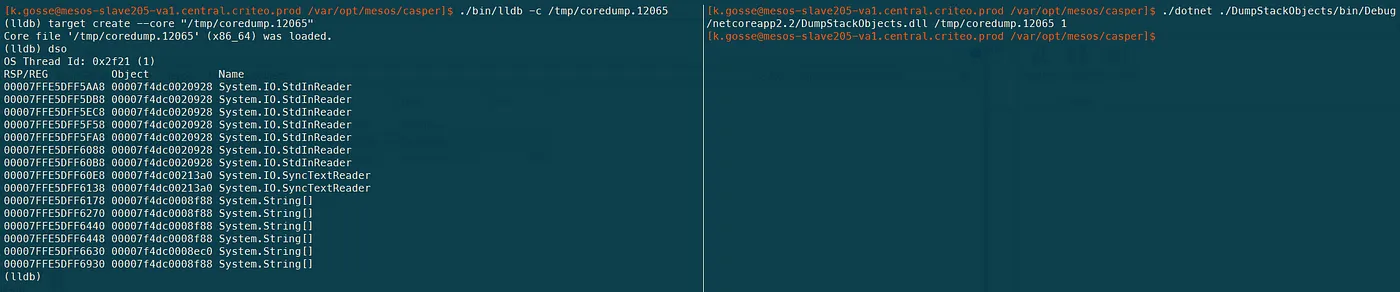 [k.gosse@mesos-slave205-va1.central.criteo.prod /var/opt/mesos/casper]$ ./bin/lldb -c /tmp/coredump.12065
(lldb) target create --core "/tmp/coredump.12065"
Core file '/tmp/coredump.12065' (x86_64) was loaded.
(lldb) dso
OS Thread Id: 0x2f21 (1)
RSP/REG          Object           Name
00007FFE5DFF5AA8 00007f4dc0020928 System.IO.StdInReader
00007FFE5DFF5DB8 00007f4dc0020928 System.IO.StdInReader
00007FFE5DFF5EC8 00007f4dc0020928 System.IO.StdInReader
00007FFE5DFF5F58 00007f4dc0020928 System.IO.StdInReader
00007FFE5DFF5FA8 00007f4dc0020928 System.IO.StdInReader
00007FFE5DFF6088 00007f4dc0020928 System.IO.StdInReader
00007FFE5DFF60B8 00007f4dc0020928 System.IO.StdInReader
00007FFE5DFF60E8 00007f4dc00213a0 System.IO.SyncTextReader
00007FFE5DFF6138 00007f4dc00213a0 System.IO.SyncTextReader
00007FFE5DFF6178 00007f4dc0008f88 System.String[]
00007FFE5DFF6270 00007f4dc0008f88 System.String[]
00007FFE5DFF6440 00007f4dc0008f88 System.String[]
00007FFE5DFF6448 00007f4dc0008f88 System.String[]
00007FFE5DFF6630 00007f4dc0008ec0 System.String[]
00007FFE5DFF6930 00007f4dc0008f88 System.String[]
(lldb)
[k.gosse@mesos-slave205-va1.central.criteo.prod /var/opt/mesos/casper]$ ./dotnet ./DumpStackObjects/bin/Debug
/netcoreapp2.2/DumpStackObjects.dll /tmp/coredump.12065 1
[k.gosse@mesos-slave205-va1.central.criteo.prod /var/opt/mesos/casper]$